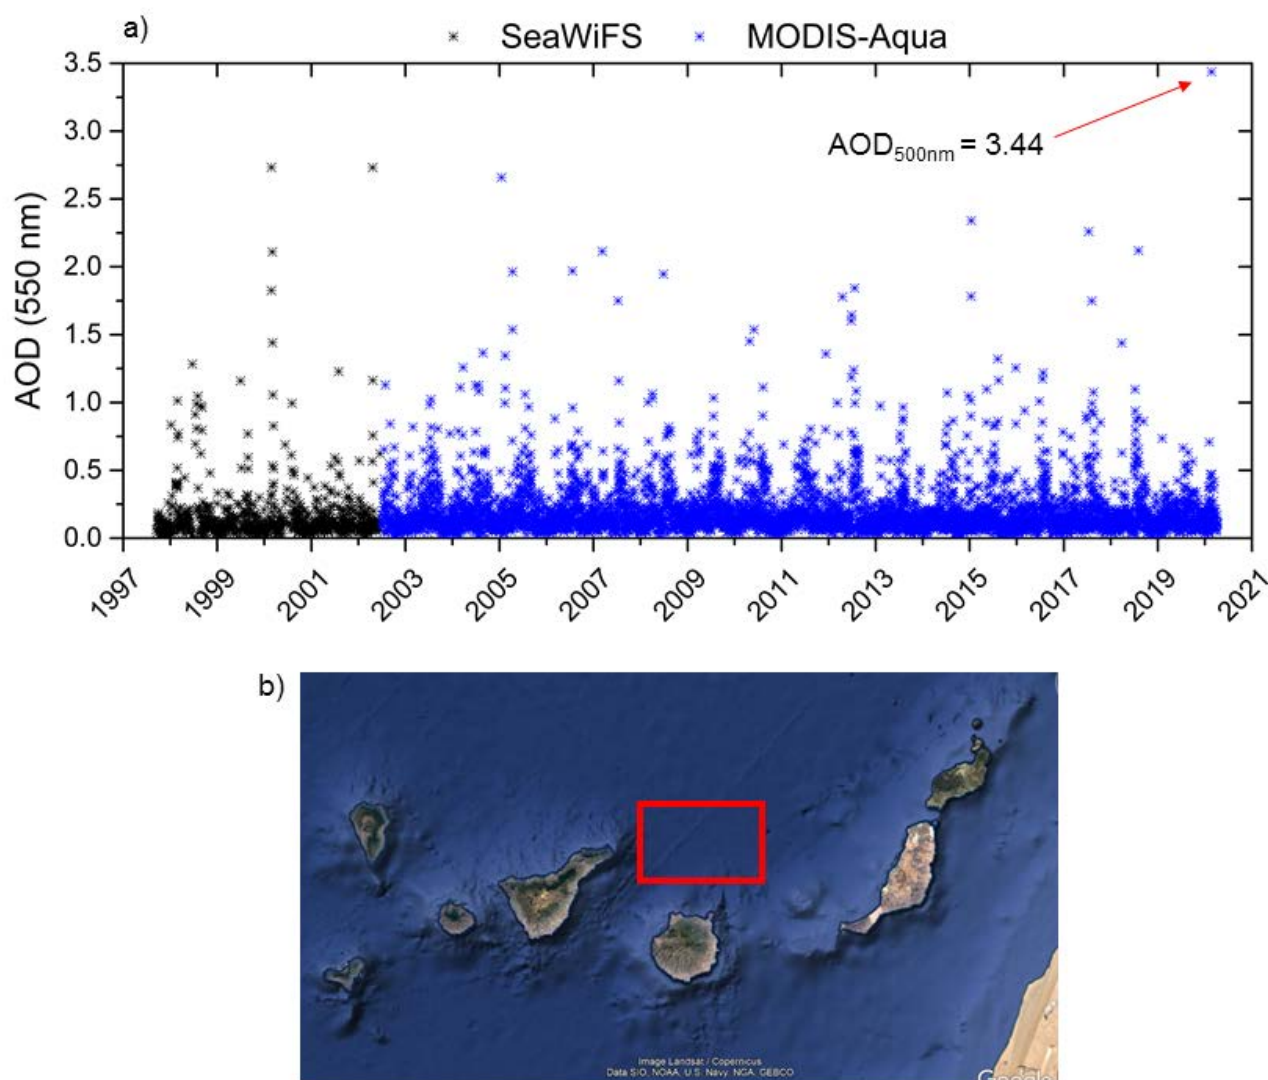 a)
SeaWiFS MODIS-Aqua
3.5
3.0
2.5
2.0
1.5
1.0
0.5
0.0
AOD (550 nm)
AOD500nm = 3.44
1997 1999 2001 2003 2005 2007 2009 2011 2013 2015 2017 2019 2021
b)
Image Landsat / Copernicus
Data SIO, NOAA, U.S. Navy, NGA, GEBCO
Google